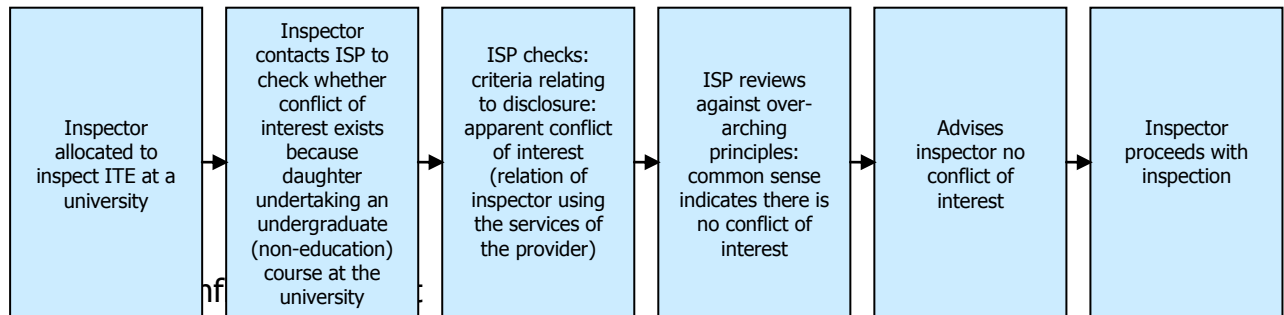 Inspector
allocated to
inspect ITE at a
university
Inspector
contacts ISP to
check whether
conflict of
interest exists
because
daughter
undertaking an
undergraduate
(non-education)
course at the
university
ISP checks:
criteria relating
to disclosure:
apparent conflict
of interest
(relation of
inspector using
the services of
the provider)
ISP reviews
against over-
arching
principles:
common sense
indicates there is
no conflict of
interest
Advises
inspector no
conflict of
interest
Inspector
proceeds with
inspection